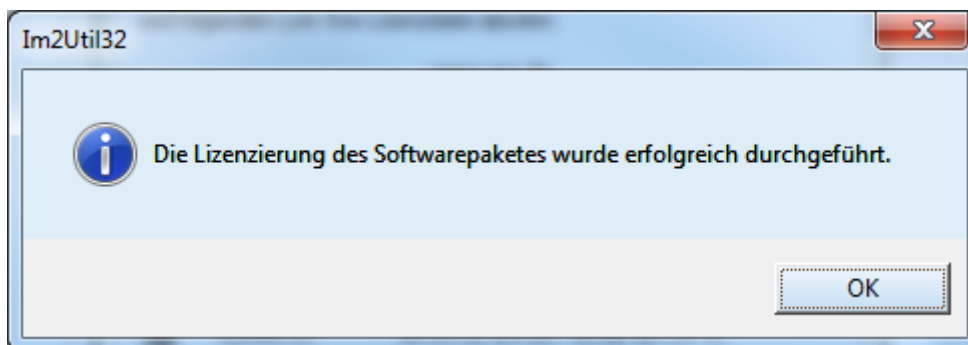 Im2Util32
Die Lizenzierung des Softwarepaketes wurde erfolgreich durchgeführt.
OK